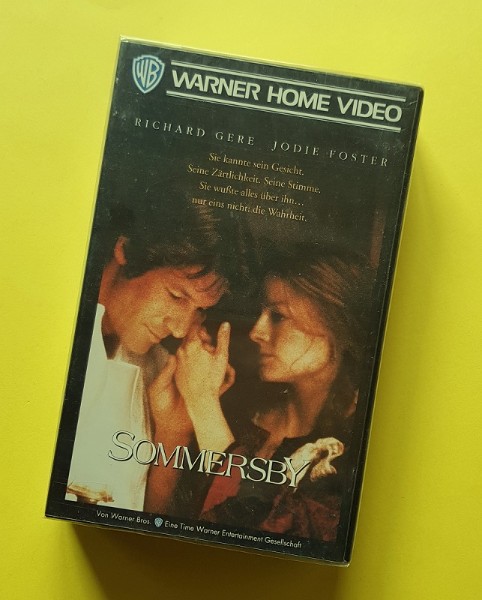 WB
WARNER HOME VIDEO
RICHARD GERE JODIE FOSTER
Sie kannte sein Gesicht.
Seine Zärtlichkeit. Seine Stimme.
Sie wußte alles über ihn...
nur eins nicht: die Wahrheit.
SOMMERSBY
Von Warner Bros. WB Eine Time Warner Entertainment Gesellschaft